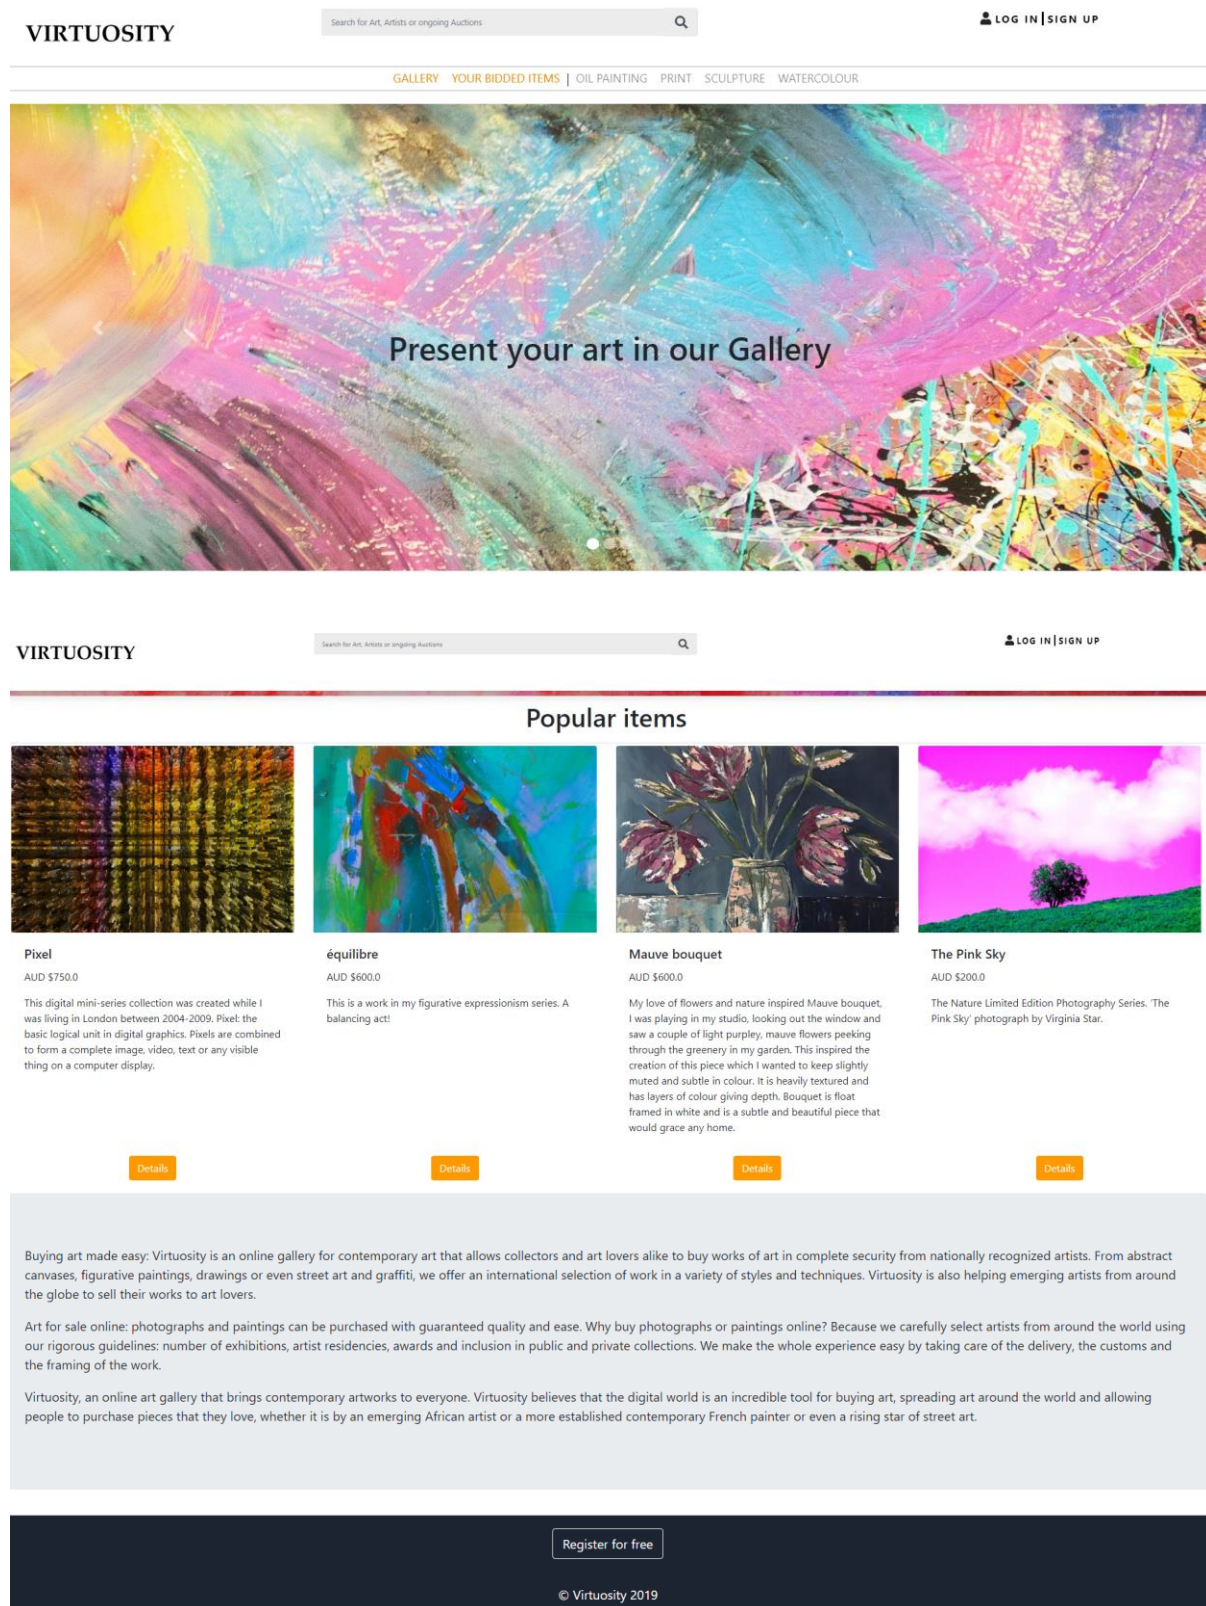 VIRTUOSITY
Search for Art, Artists or ongoing Auctions
LOG IN | SIGN UP
GALLERY YOUR BIDDED ITEMS | OIL PAINTING PRINT SCULPTURE WATERCOLOUR
Present your art in our Gallery
VIRTUOSITY
Search for Art, Artists or ongoing Auctions
LOG IN | SIGN UP
Popular items
Pixel
AUD $750.0
This digital mini-series collection was created while I
was living in London between 2004-2009. Pixel: the
basic logical unit in digital graphics. Pixels are combined
to form a complete image, video, text or any visible
thing on a computer display.
Details
équilibre
AUD $600.0
This is a work in my figurative expressionism series. A
balancing act!
Details
Mauve bouquet
AUD $600.0
My love of flowers and nature inspired Mauve bouquet,
I was playing in my studio, looking out the window and
saw a couple of light purpley, mauve flowers peeking
through the greenery in my garden. This inspired the
creation of this piece which I wanted to keep slightly
muted and subtle in colour. It is heavily textured and
has layers of colour giving depth. Bouquet is float
framed in white and is a subtle and beautiful piece that
would grace any home.
Details
The Pink Sky
AUD $200.0
The Nature Limited Edition Photography Series. 'The
Pink Sky' photograph by Virginia Star.
Details
Buying art made easy: Virtuosity is an online gallery for contemporary art that allows collectors and art lovers alike to buy works of art in complete security from nationally recognized artists. From abstract
canvases, figurative paintings, drawings or even street art and graffiti, we offer an international selection of work in a variety of styles and techniques. Virtuosity is also helping emerging artists from around
the globe to sell their works to art lovers.
Art for sale online: photographs and paintings can be purchased with guaranteed quality and ease. Why buy photographs or paintings online? Because we carefully select artists from around the world using
our rigorous guidelines: number of exhibitions, artist residencies, awards and inclusion in public and private collections. We make the whole experience easy by taking care of the delivery, the customs and
the framing of the work.
Virtuosity, an online art gallery that brings contemporary artworks to everyone. Virtuosity believes that the digital world is an incredible tool for buying art, spreading art around the world and allowing
people to purchase pieces that they love, whether it is by an emerging African artist or a more established contemporary French painter or even a rising star of street art.
Register for free
© Virtuosity 2019